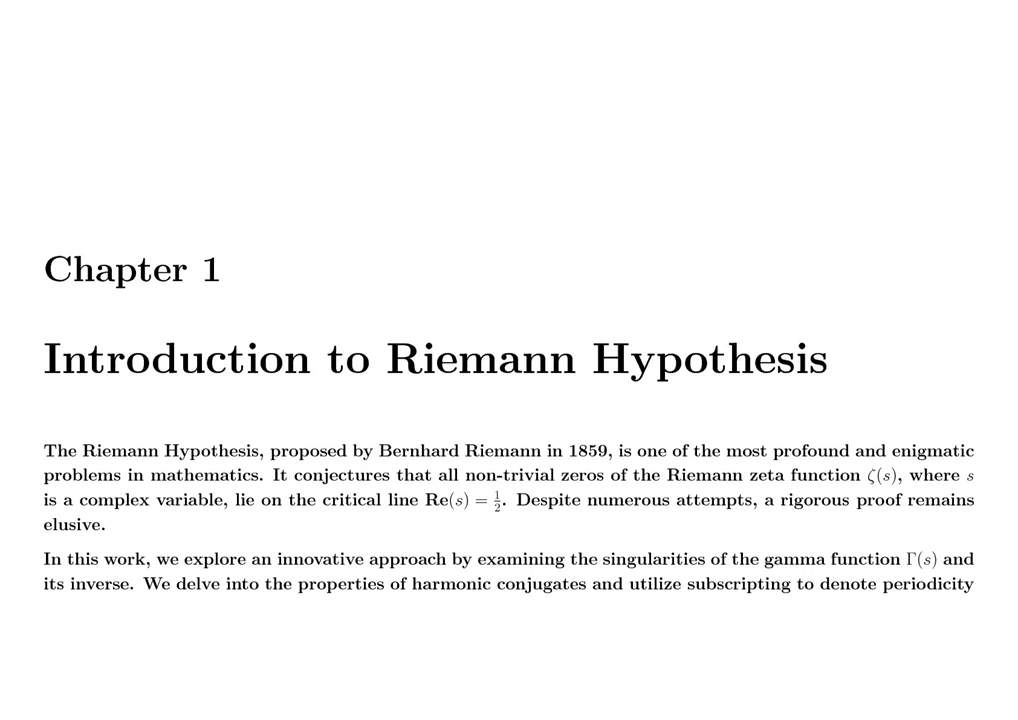 Chapter 1
Introduction to Riemann Hypothesis
The Riemann Hypothesis, proposed by Bernhard Riemann in 1859, is one of the most profound and enigmatic
problems in mathematics. It conjectures that all non-trivial zeros of the Riemann zeta function ζ(s), where s
is a complex variable, lie on the critical line Re(s) = 1/2. Despite numerous attempts, a rigorous proof remains
elusive.
In this work, we explore an innovative approach by examining the singularities of the gamma function Γ(s) and
its inverse. We delve into the properties of harmonic conjugates and utilize subscripting to denote periodicity